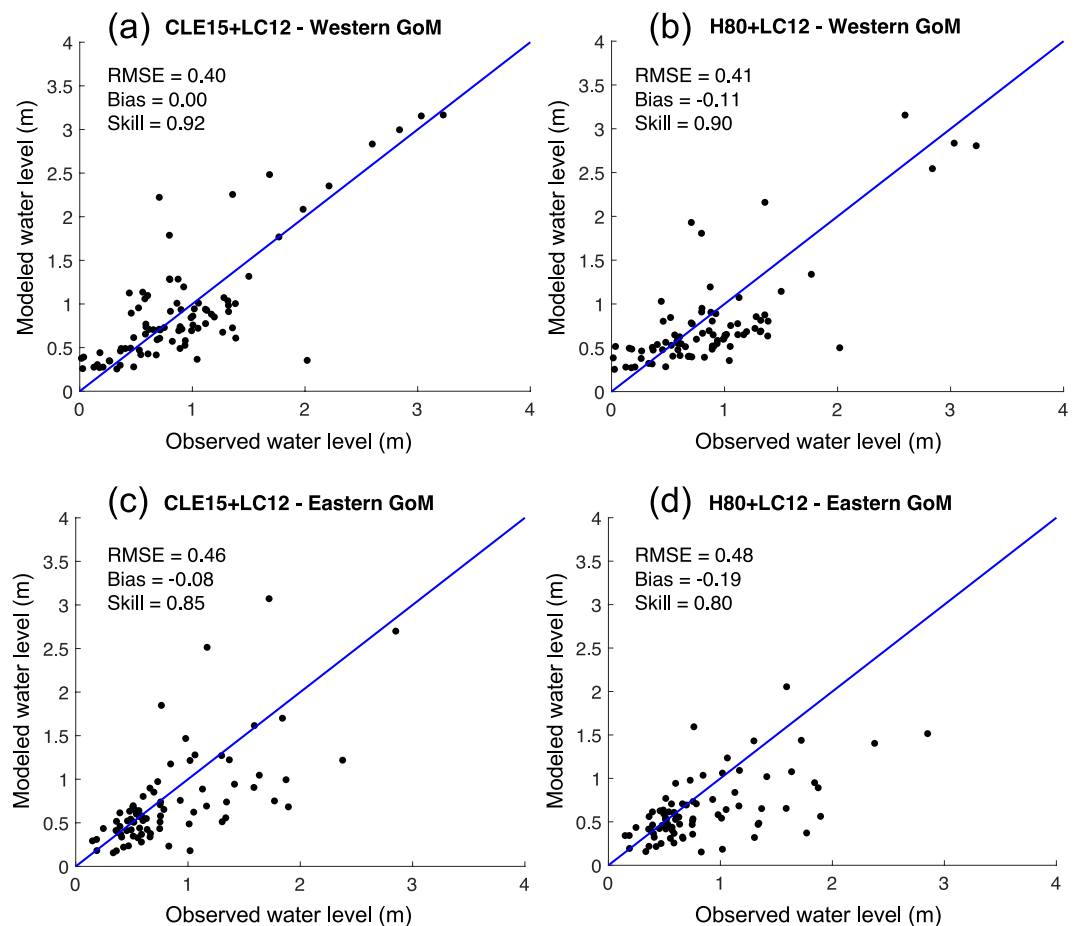 (a) CLE15+LC12 - Western GoM
RMSE = 0.40
Bias = 0.00
Skill = 0.92
Modeled water level (m)
4
3.5
3
2.5
2
1.5
1
0.5
0
0 1 2 3 4
Observed water level (m)
(b) H80+LC12 - Western GoM
RMSE = 0.41
Bias = -0.11
Skill = 0.90
Modeled water level (m)
4
3.5
3
2.5
2
1.5
1
0.5
0
0 1 2 3 4
Observed water level (m)
(c) CLE15+LC12 - Eastern GoM
RMSE = 0.46
Bias = -0.08
Skill = 0.85
Modeled water level (m)
4
3.5
3
2.5
2
1.5
1
0.5
0
0 1 2 3 4
Observed water level (m)
(d) H80+LC12 - Eastern GoM
RMSE = 0.48
Bias = -0.19
Skill = 0.80
Modeled water level (m)
4
3.5
3
2.5
2
1.5
1
0.5
0
0 1 2 3 4
Observed water level (m)